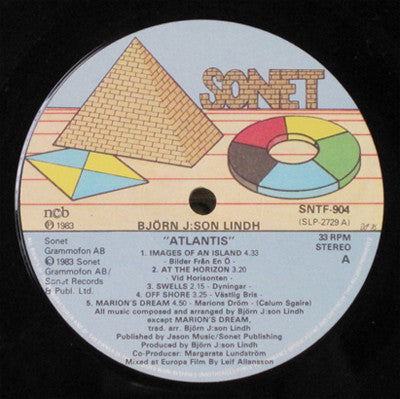 SONET
ncb
℗ 1983
BJÖRN J:SON LINDH
SNTF-904
(SLP-2729 A)
Sonet
Grammofon AB
℗ © 1983 Sonet
Grammofon AB/
Sonet Records
& Publ. Ltd.
"ATLANTIS"
33 RPM
STEREO
A
1. IMAGES OF AN ISLAND 4.33
- Bilder Från En Ö -
2. AT THE HORIZON 3.20
- Vid Horisonten -
3. SWELLS 2.15 - Dyningar -
4. OFF SHORE 3.25 - Västlig Bris -
5. MARION'S DREAM 4.50 - Marions Dröm - (Calum Sgaire)
All music composed and arranged by Björn J:son Lindh
except MARION'S DREAM,
trad. arr. Björn J:son Lindh
Published by Jason Music/Sonet Publishing
Produced by Björn J:son Lindh
Co-Producer: Margareta Lundström
Mixed at Europa Film By Leif Allansson